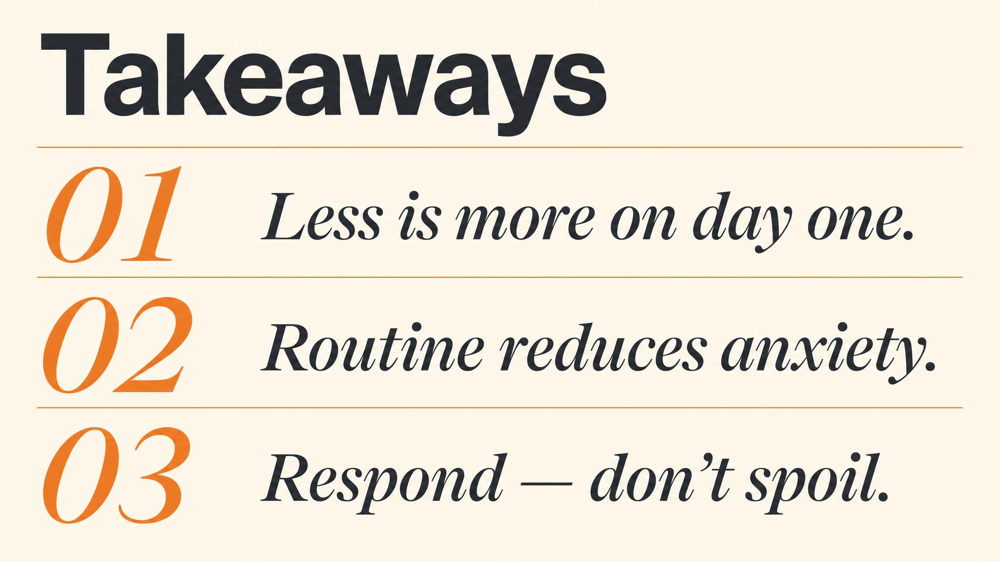 Takeaways
01 Less is more on day one.
02 Routine reduces anxiety.
03 Respond — don’t spoil.